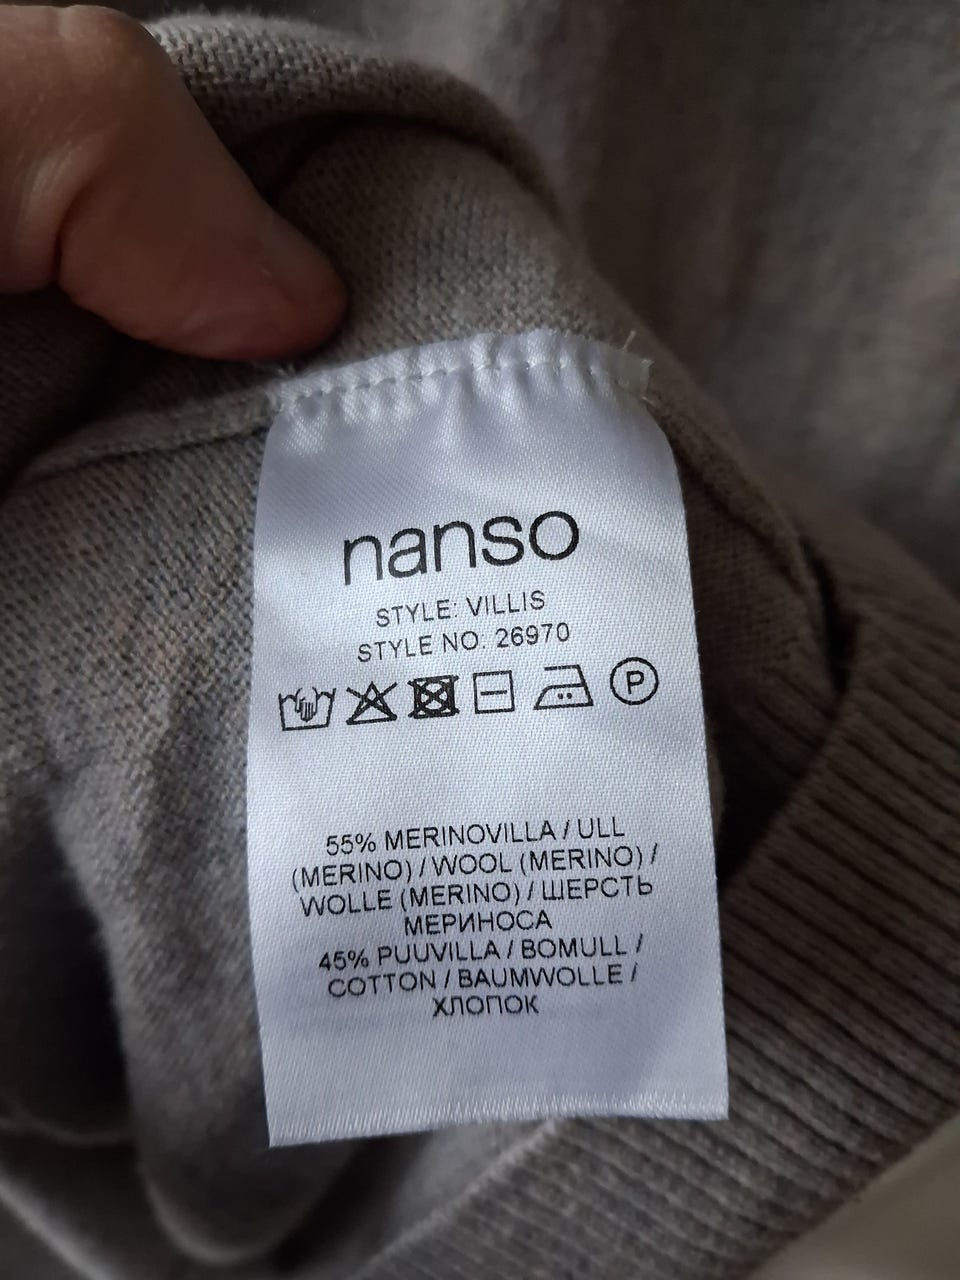 nanso
STYLE: VILLIS
STYLE NO. 26970
P
55% MERINOVILLA / ULL
(MERINO) / WOOL (MERINO) /
WOLLE (MERINO) / ШЕРСТЬ
МЕРИНОСА
45% PUUVILLA / BOMULL /
COTTON / BAUMWOLLE /
ХЛОПОК